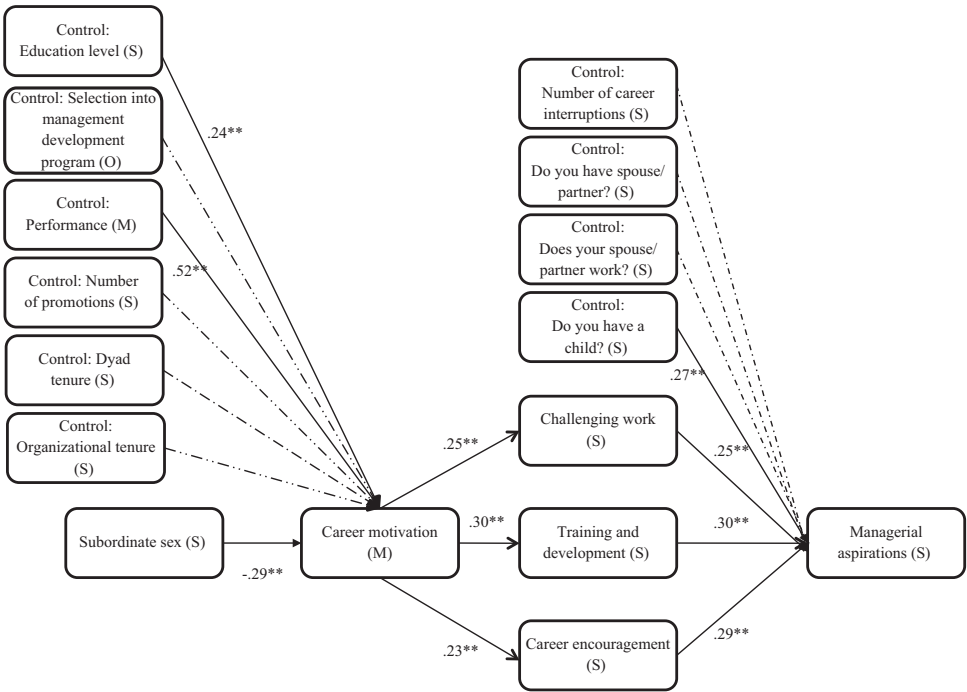 Control:
Education level (S)
Control: Selection into
management
development
program (O)
Control:
Performance (M)
Control: Number
of promotions (S)
Control: Dyad
tenure (S)
Control:
Organizational tenure
(S)
.24**
.52**
Control:
Number of career
interruptions (S)
Control:
Do you have spouse/
partner? (S)
Control:
Does your spouse/
partner work? (S)
Control:
Do you have a
child? (S)
.27**
Subordinate sex (S)
-.29**
Career motivation
(M)
.25**
.30**
.23**
Challenging work
(S)
Training and
development (S)
Career encouragement
(S)
.25**
.30**
.29**
Managerial
aspirations (S)